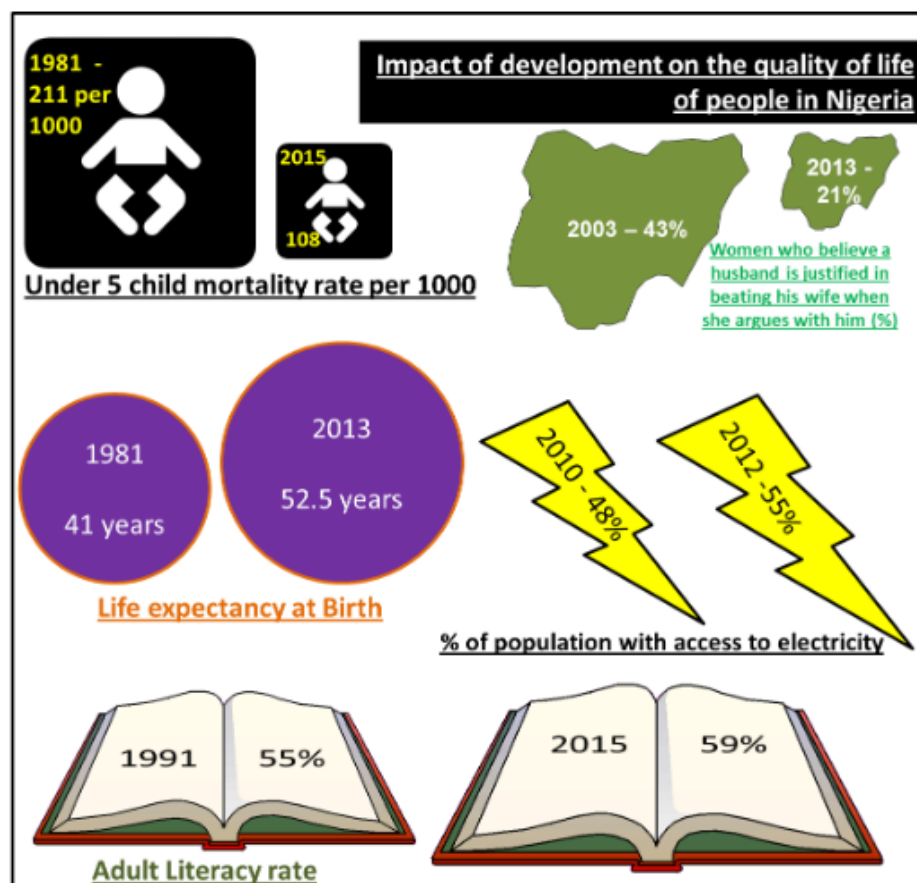 1981 -
211 per
1000
Impact of development on the quality of life
of people in Nigeria
2015
108
Under 5 child mortality rate per 1000
2003 – 43%
2013 -
21%
Women who believe a
husband is justified in
beating his wife when
she argues with him (%)
1981
41 years
2013
52.5 years
Life expectancy at Birth
2010 - 48%
2012 -55%
% of population with access to electricity
1991
55%
2015
59%
Adult Literacy rate